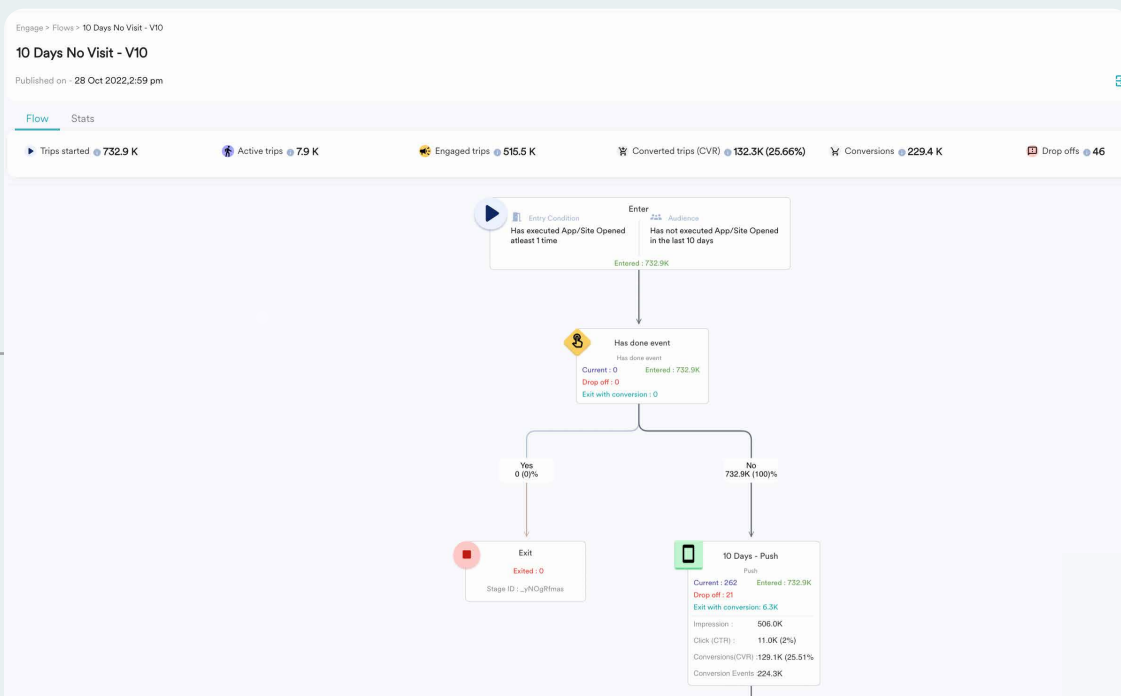 Engage > Flows > 10 Days No Visit - V10
10 Days No Visit - V10
Published on - 28 Oct 2022,2:59 pm
Flow Stats
Trips started 732.9 K Active trips 7.9 K Engaged trips 515.5 K Converted trips (CVR) 132.3K (25.66%) Conversions 229.4 K Drop offs 46
Enter
Entry Condition
Has executed App/Site Opened
atleast 1 time
Audience
Has not executed App/Site Opened
in the last 10 days
Entered : 732.9K
Has done event
Has done event
Current : 0 Entered : 732.9K
Drop off : 0
Exit with conversion : 0
Yes
0 (0)%
No
732.9K (100)%
Exit
Exited : 0
Stage ID : _yNOgRfmas
10 Days - Push
Push
Current : 262 Entered : 732.9K
Drop off : 21
Exit with conversion: 6.3K
Impression : 506.0K
Click (CTR) : 11.0K (2%)
Conversions(CVR) :129.1K (25.51%
Conversion Events 224.3K